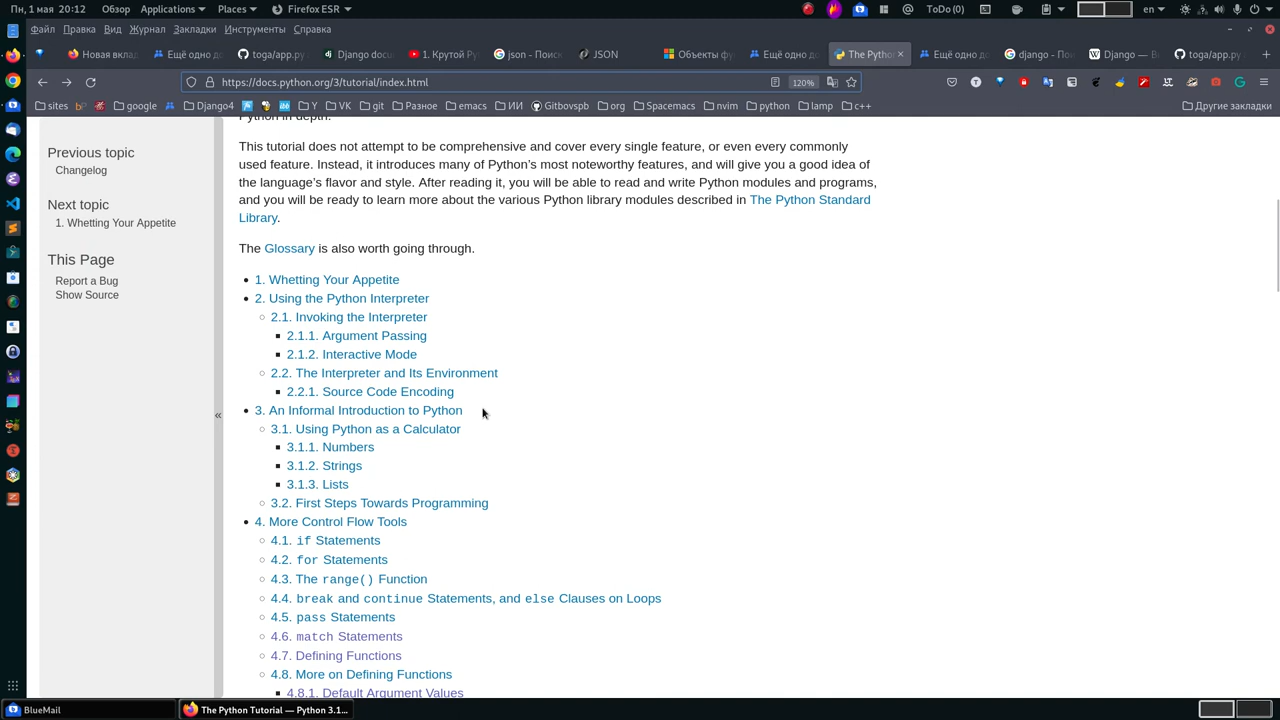 Пн, 1 мая 20:12 Обзор Applications Places Firefox ESR ToDo (0) en
Файл Правка Вид Журнал Закладки Инструменты Справка
Новая вкла Ещё одно до toga/app.py Django docu 1. Крутой Py json - Поиск JSON Объекты фу Ещё одно до The Pytho Ещё одно до django - По Django — В toga/app.py
https://docs.python.org/3/tutorial/index.html 120%
sites google Django4 Y VK git Разное emacs ИИ Gitbovspb org Spacemacs nvim python lamp c++ Другие закладки
Python in depth.
This tutorial does not attempt to be comprehensive and cover every single feature, or even every commonly
used feature. Instead, it introduces many of Python’s most noteworthy features, and will give you a good idea of
the language’s flavor and style. After reading it, you will be able to read and write Python modules and programs,
and you will be ready to learn more about the various Python library modules described in The Python Standard
Library.
The Glossary is also worth going through.
Previous topic
Changelog
Next topic
1. Whetting Your Appetite
This Page
Report a Bug
Show Source
«
1. Whetting Your Appetite
2. Using the Python Interpreter
2.1. Invoking the Interpreter
2.1.1. Argument Passing
2.1.2. Interactive Mode
2.2. The Interpreter and Its Environment
2.2.1. Source Code Encoding
3. An Informal Introduction to Python
3.1. Using Python as a Calculator
3.1.1. Numbers
3.1.2. Strings
3.1.3. Lists
3.2. First Steps Towards Programming
4. More Control Flow Tools
4.1. if Statements
4.2. for Statements
4.3. The range() Function
4.4. break and continue Statements, and else Clauses on Loops
4.5. pass Statements
4.6. match Statements
4.7. Defining Functions
4.8. More on Defining Functions
4.8.1. Default Argument Values
BlueMail The Python Tutorial — Python 3.1...